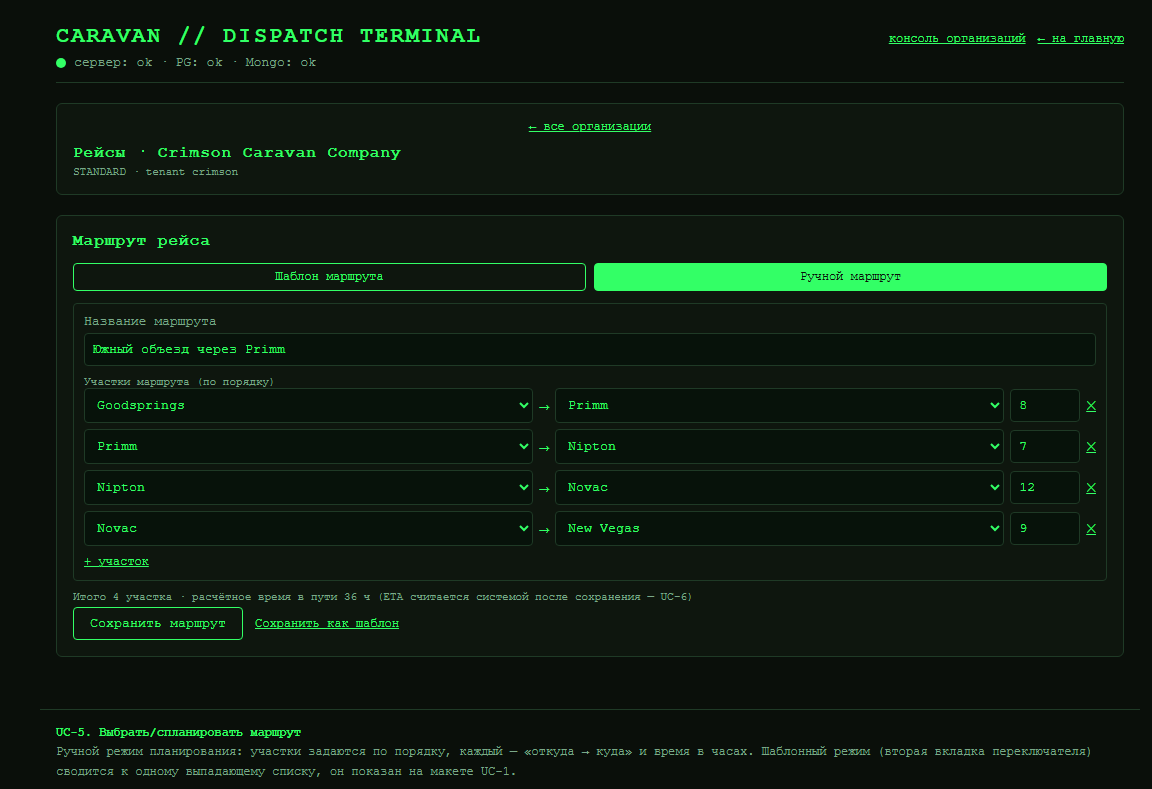 CARAVAN // DISPATCH TERMINAL
консоль организаций ← на главную
сервер: ok · PG: ok · Mongo: ok
← все организации
Рейсы · Crimson Caravan Company
STANDARD · tenant crimson
Маршрут рейса
Шаблон маршрута
Ручной маршрут
Название маршрута
Южный объезд через Primm
Участки маршрута (по порядку)
Goodsprings → Primm 8 X
Primm → Nipton 7 X
Nipton → Novac 12 X
Novac → New Vegas 9 X
+ участок
Итого 4 участка · расчётное время в пути 36 ч (ETA считается системой после сохранения — UC-6)
Сохранить маршрут Сохранить как шаблон
UC-5. Выбрать/спланировать маршрут
Ручной режим планирования: участки задаются по порядку, каждый — «откуда → куда» и время в часах. Шаблонный режим (вторая вкладка переключателя)
сводится к одному выпадающему списку, он показан на макете UC-1.